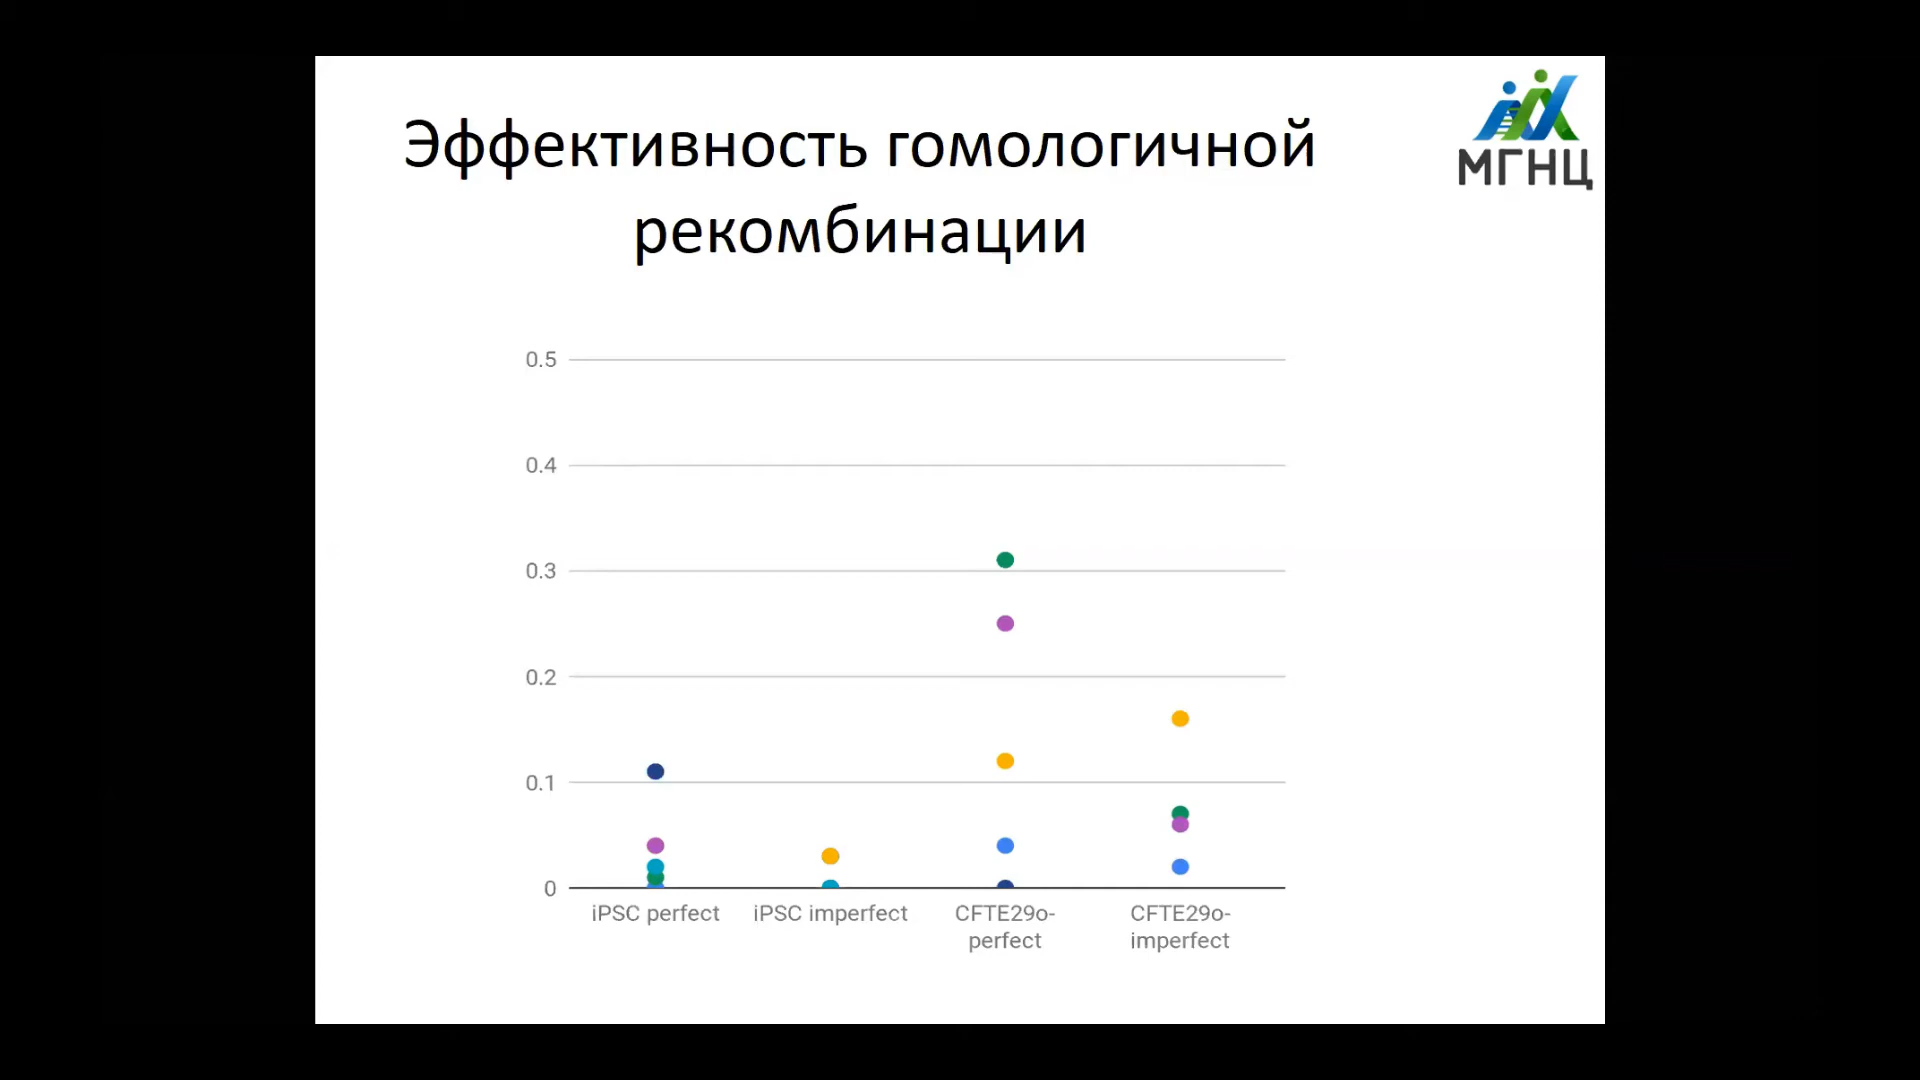 Эффективность гомологичной
рекомбинации
МГНЦ
0.5
0.4
0.3
0.2
0.1
0
iPSC perfect
iPSC imperfect
CFTE29o-
perfect
CFTE29o-
imperfect